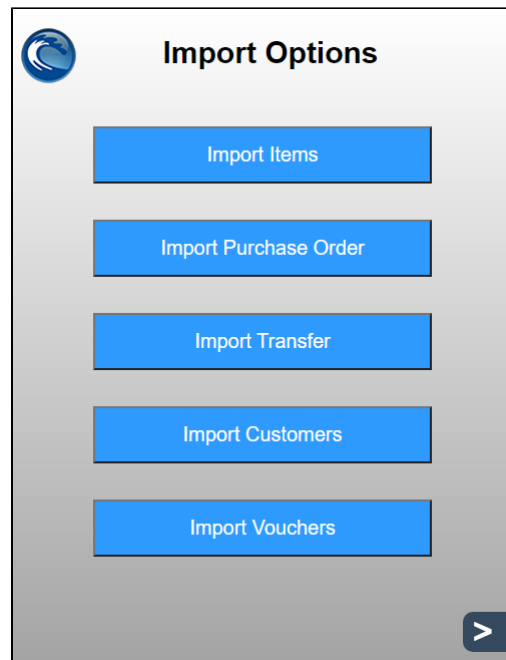 Import Options
Import Items
Import Purchase Order
Import Transfer
Import Customers
Import Vouchers
>